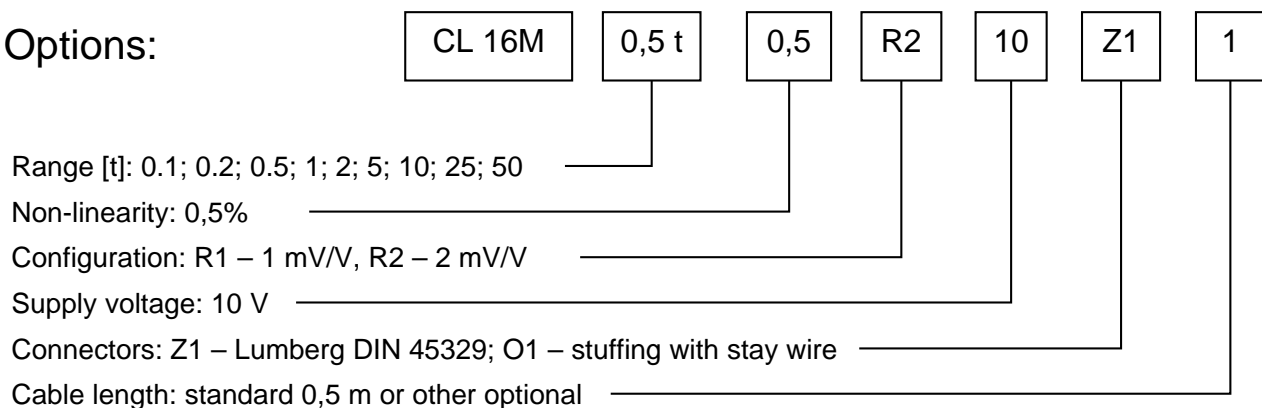 Options: CL 16M 0,5 t 0,5 R2 10 Z1 1
Range [t]: 0.1; 0.2; 0.5; 1; 2; 5; 10; 25; 50
Non-linearity: 0,5%
Configuration: R1 – 1 mV/V, R2 – 2 mV/V
Supply voltage: 10 V
Connectors: Z1 – Lumberg DIN 45329; O1 – stuffing with stay wire
Cable length: standard 0,5 m or other optional